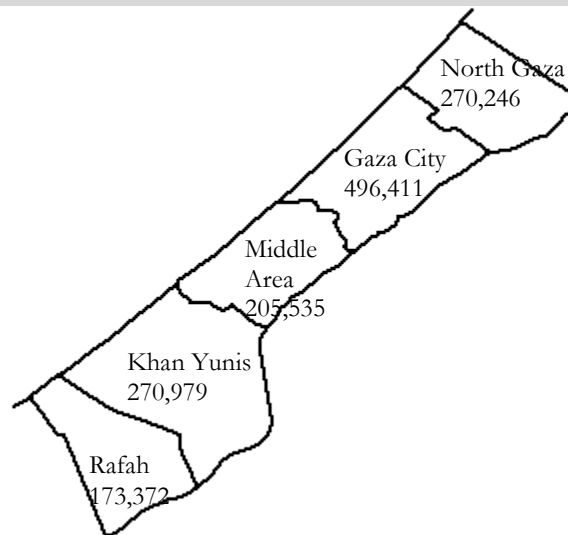 North Gaza
270,246
Gaza City
496,411
Middle
Area
205,535
Khan Yunis
270,979
Rafah
173,372